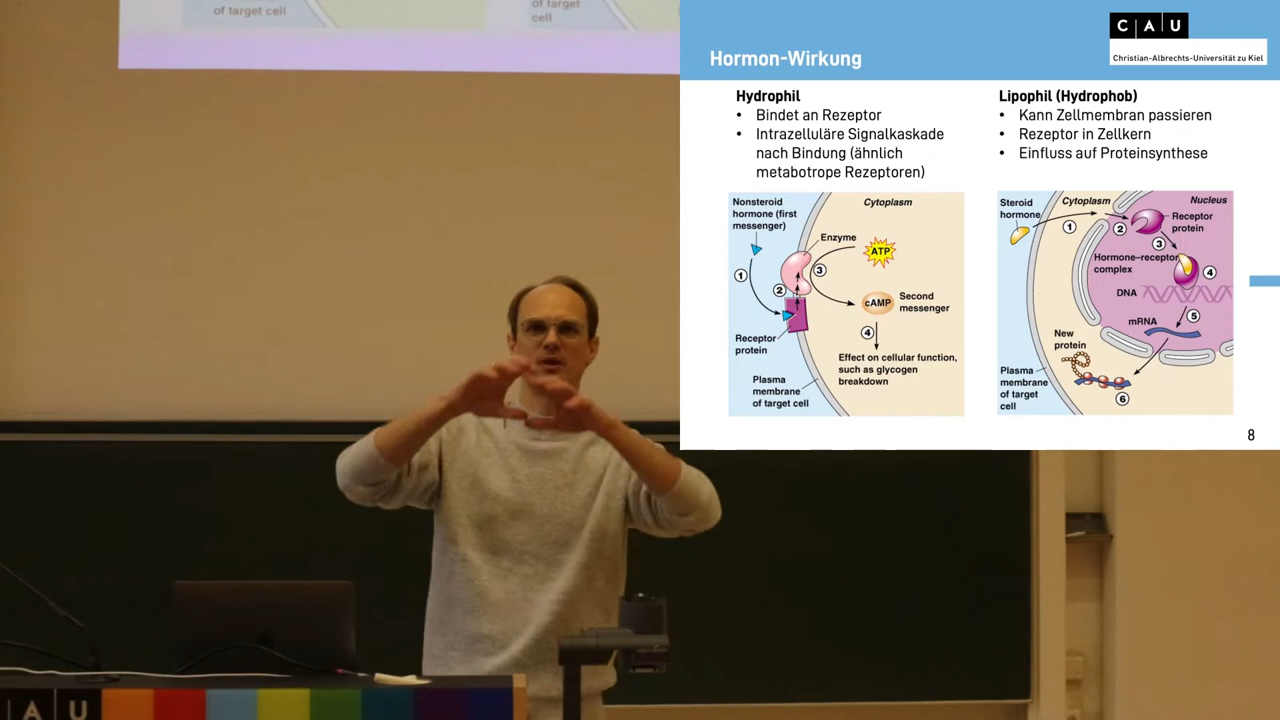 of target cell
of target
cell
Hormon-Wirkung
CAU
Christian-Albrechts-Universität zu Kiel
Hydrophil
• Bindet an Rezeptor
• Intrazelluläre Signalkaskade
nach Bindung (ähnlich
metabotrope Rezeptoren)
Lipophil (Hydrophob)
• Kann Zellmembran passieren
• Rezeptor in Zellkern
• Einfluss auf Proteinsynthese
Nonsteroid
hormone (first
messenger)
Cytoplasm
Enzyme
ATP
1
2
3
cAMP
Second
messenger
4
Receptor
protein
Effect on cellular function,
such as glycogen
breakdown
Plasma
membrane
of target cell
Steroid
hormone
Cytoplasm
Nucleus
1
2
Receptor
protein
3
Hormone–receptor
complex
4
DNA
5
mRNA
New
protein
Plasma
membrane
of target
cell
6
8
AU